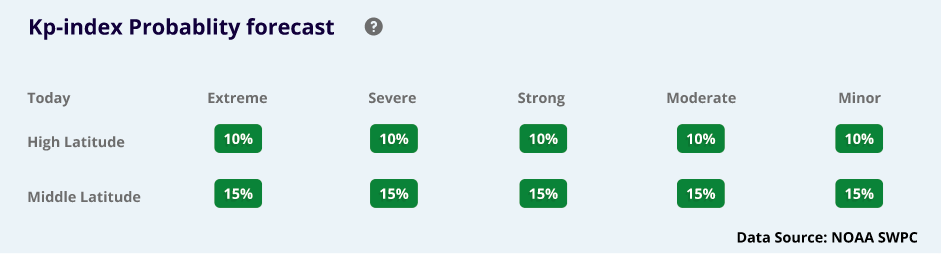 Kp-index Probablity forecast ?
Today Extreme Severe Strong Moderate Minor
High Latitude 10% 10% 10% 10% 10%
Middle Latitude 15% 15% 15% 15% 15%
Data Source: NOAA SWPC